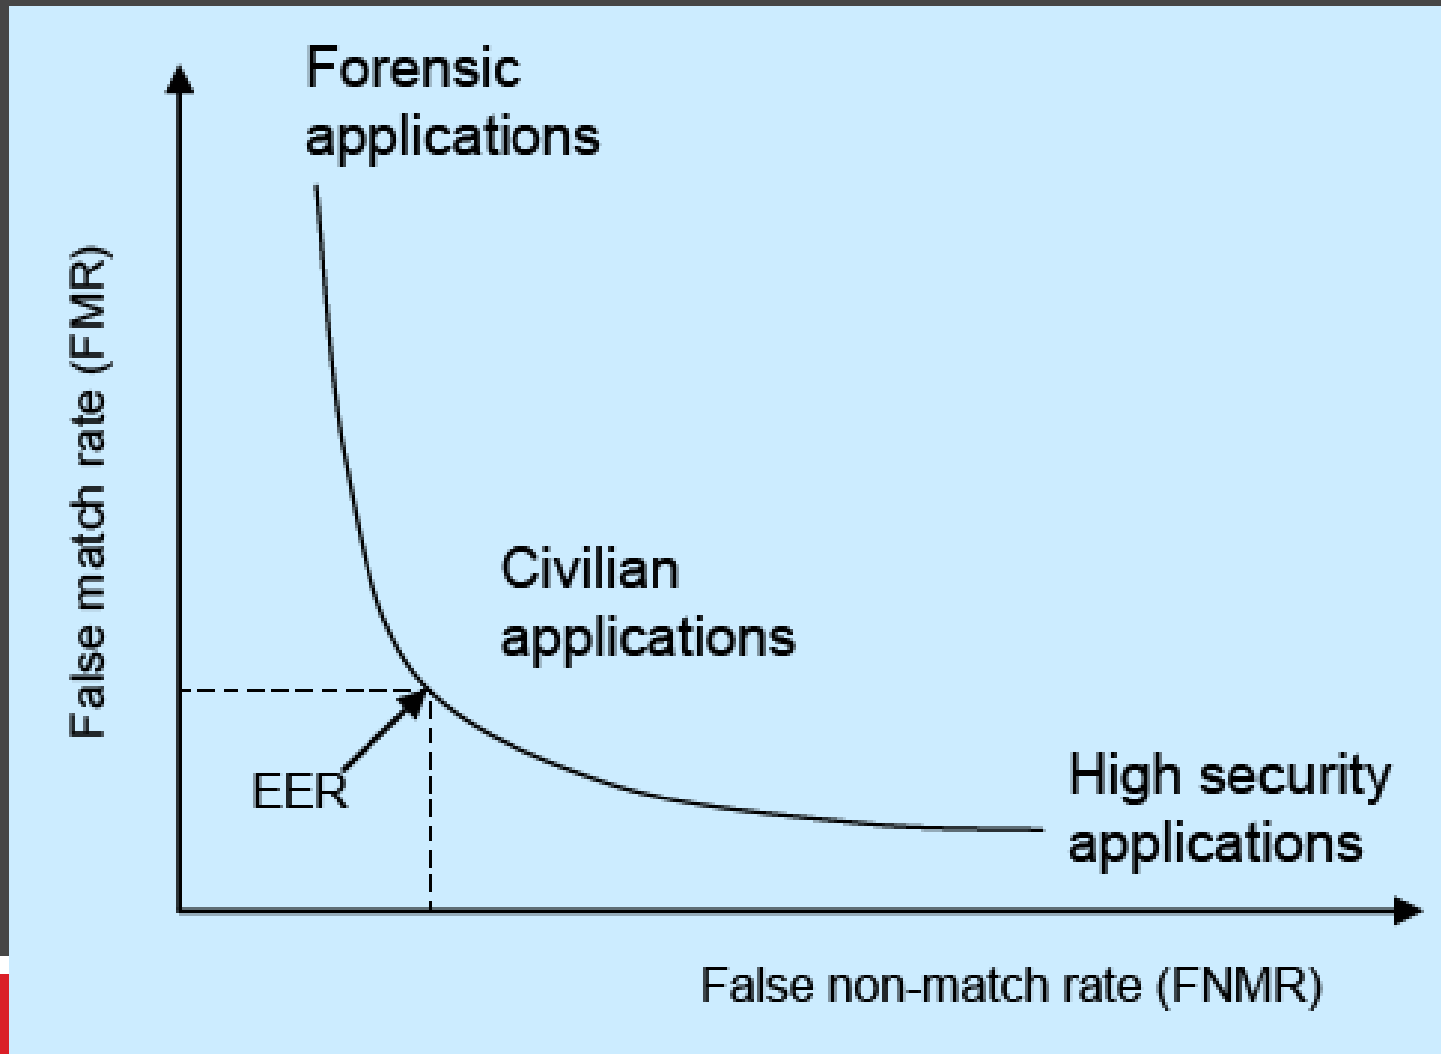 Forensic
applications
False match rate (FMR)
Civilian
applications
EER
High security
applications
False non-match rate (FNMR)